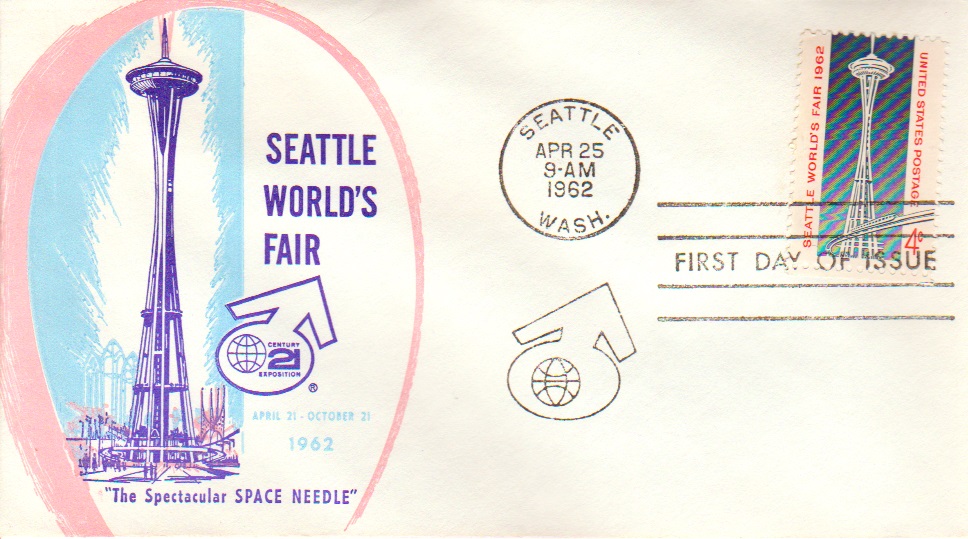 SEATTLE
WORLD'S
FAIR
CENTURY
21
EXPOSITION
®
APRIL 21 - OCTOBER 21
1962
"The Spectacular SPACE NEEDLE"
SEATTLE
APR 25
9-AM
1962
WASH.
SEATTLE WORLD'S FAIR 1962
UNITED STATES POSTAGE
4¢
FIRST DAY OF ISSUE